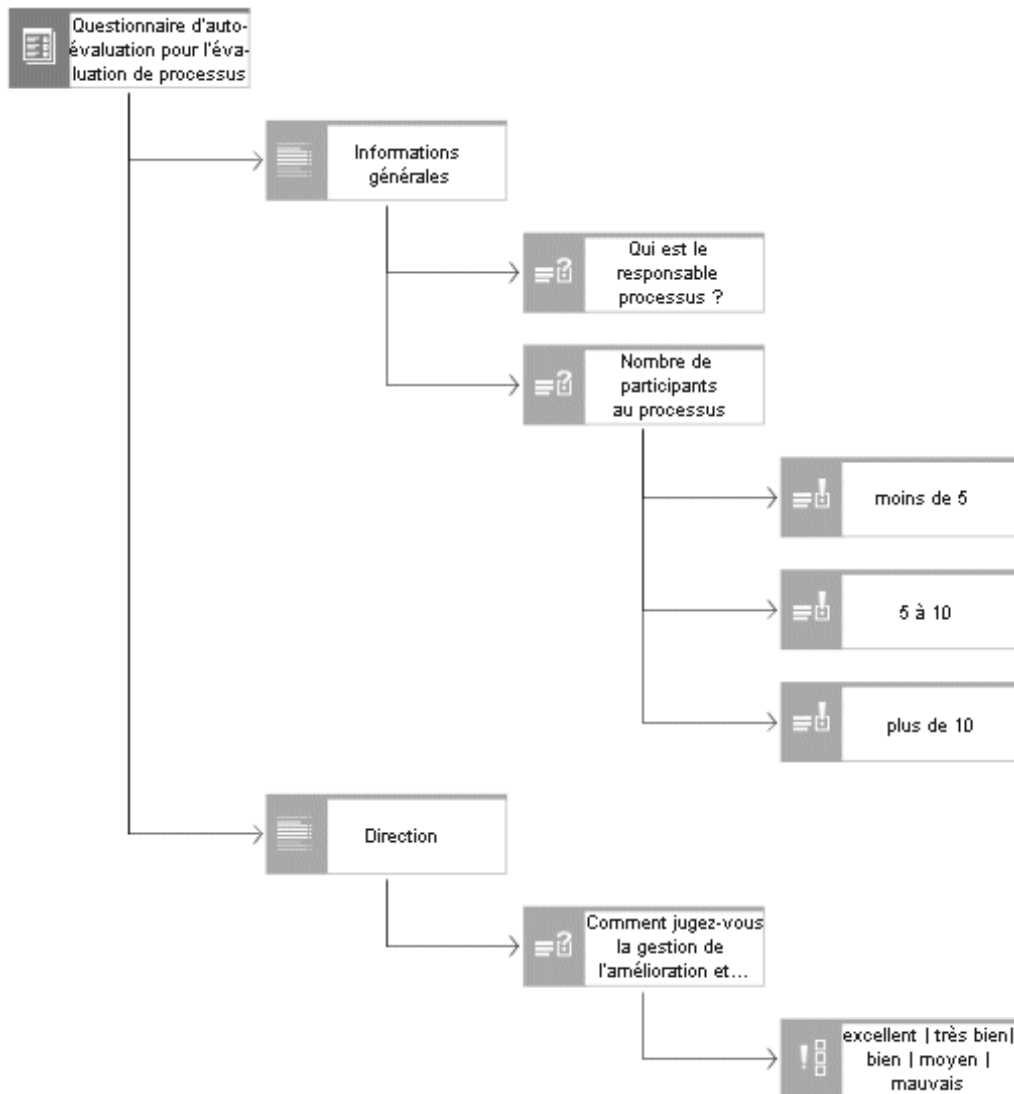 Questionnaire d'auto-
évaluation pour l'éva-
luation de processus
Informations
générales
Qui est le
responsable
processus ?
Nombre de
participants
au processus
moins de 5
5 à 10
plus de 10
Direction
Comment jugez-vous
la gestion de
l'amélioration et...
excellent | très bien|
bien | moyen |
mauvais